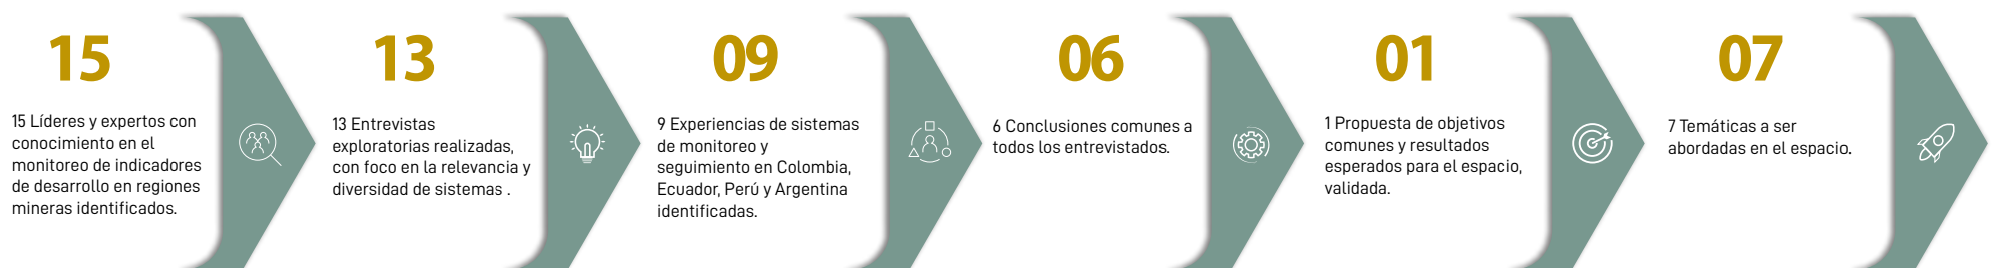 15
15 Líderes y expertos con
conocimiento en el
monitoreo de indicadores
de desarrollo en regiones
mineras identificados.
13
13 Entrevistas
exploratorias realizadas,
con foco en la relevancia y
diversidad de sistemas .
09
9 Experiencias de sistemas
de monitoreo y
seguimiento en Colombia,
Ecuador, Perú y Argentina
identificadas.
06
6 Conclusiones comunes a
todos los entrevistados.
01
1 Propuesta de objetivos
comunes y resultados
esperados para el espacio,
validada.
07
7 Temáticas a ser
abordadas en el espacio.